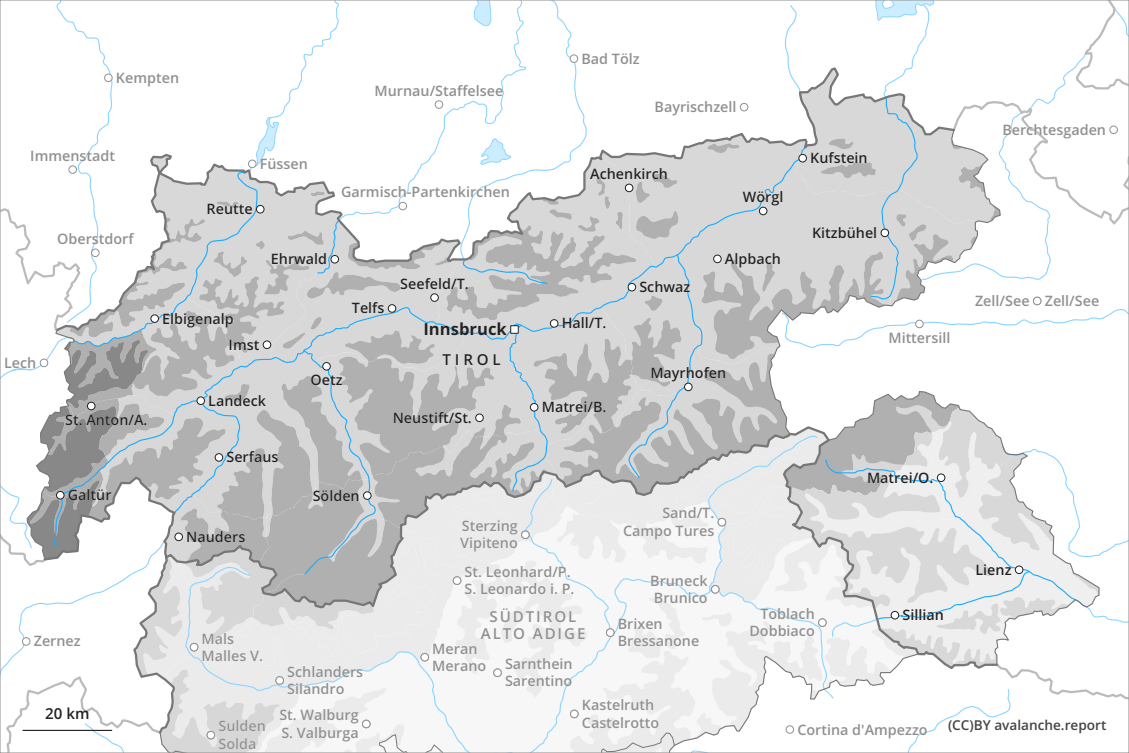 Kempten
Bad Tölz
Murnau/Staffelsee
Bayrischzell
Berchtesgaden
Immenstadt
Füssen
Kufstein
Achenkirch
Garmisch-Partenkirchen
Wörgl
Reutte
Oberstdorf
Kitzbühel
Ehrwald
Alpbach
Seefeld/T.
Schwaz
Zell/See
Zell/See
Telfs
Elbigenalp
Innsbruck
Hall/T.
Mittersill
Imst
TIROL
Lech
Oetz
Mayrhofen
Landeck
Matrei/B.
St. Anton/A.
Neustift/St.
Serfaus
Matrei/O.
Galtür
Sölden
Sand/T.
Campo Tures
Sterzing
Vipiteno
Nauders
St. Leonhard/P.
S. Leonardo i. P.
Lienz
Bruneck
Brunico
SÜDTIROL
ALTO ADIGE
Toblach
Dobbiaco
Sillian
Brixen
Bressanone
Zernez
Mals
Malles V.
Meran
Merano
Sarnthein
Sarentino
Schlanders
Silandro
Kastelruth
Castelrotto
St. Walburg
S. Valburga
20 km
Sulden
Solda
Cortina d'Ampezzo
(CC)BY avalanche.report